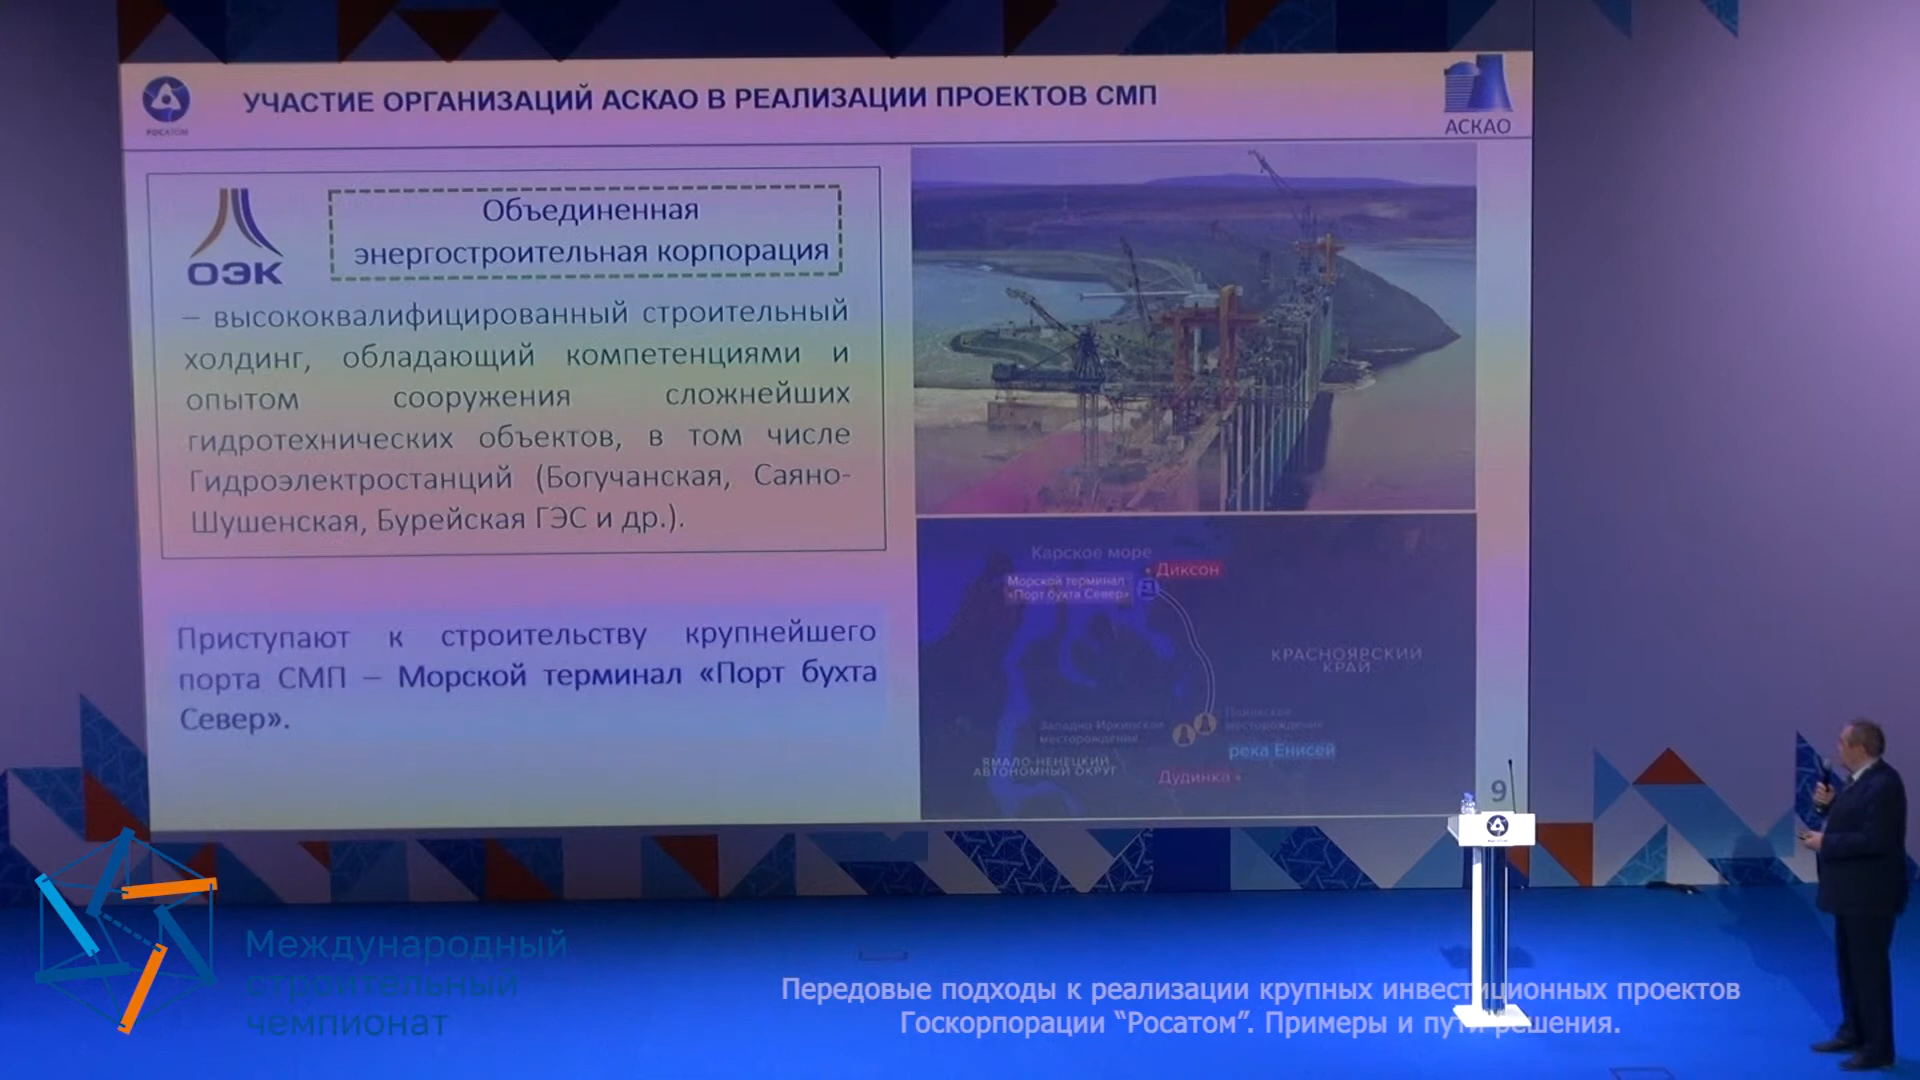 РОСАТОМ
УЧАСТИЕ ОРГАНИЗАЦИЙ АСКАО В РЕАЛИЗАЦИИ ПРОЕКТОВ СМП
АСКАО
ОЭК
Объединенная
энергостроительная корпорация
– высококвалифицированный строительный
холдинг, обладающий компетенциями и
опытом сооружения сложнейших
гидротехнических объектов, в том числе
Гидроэлектростанций (Богучанская, Саяно-
Шушенская, Бурейская ГЭС и др.).
Приступают к строительству крупнейшего
порта СМП – Морской терминал «Порт бухта
Север».
Карское море
Диксон
Морской терминал
«Порт бухта Север»
КРАСНОЯРСКИЙ
КРАЙ
Западно-Иркинское
месторождение
Пайяхское
месторождение
река Енисей
ЯМАЛО-НЕНЕЦКИЙ
АВТОНОМНЫЙ ОКРУГ
Дудинка
9
Международный
строительный
чемпионат
Передовые подходы к реализации крупных инвестиционных проектов
Госкорпорации “Росатом”. Примеры и пути решения.